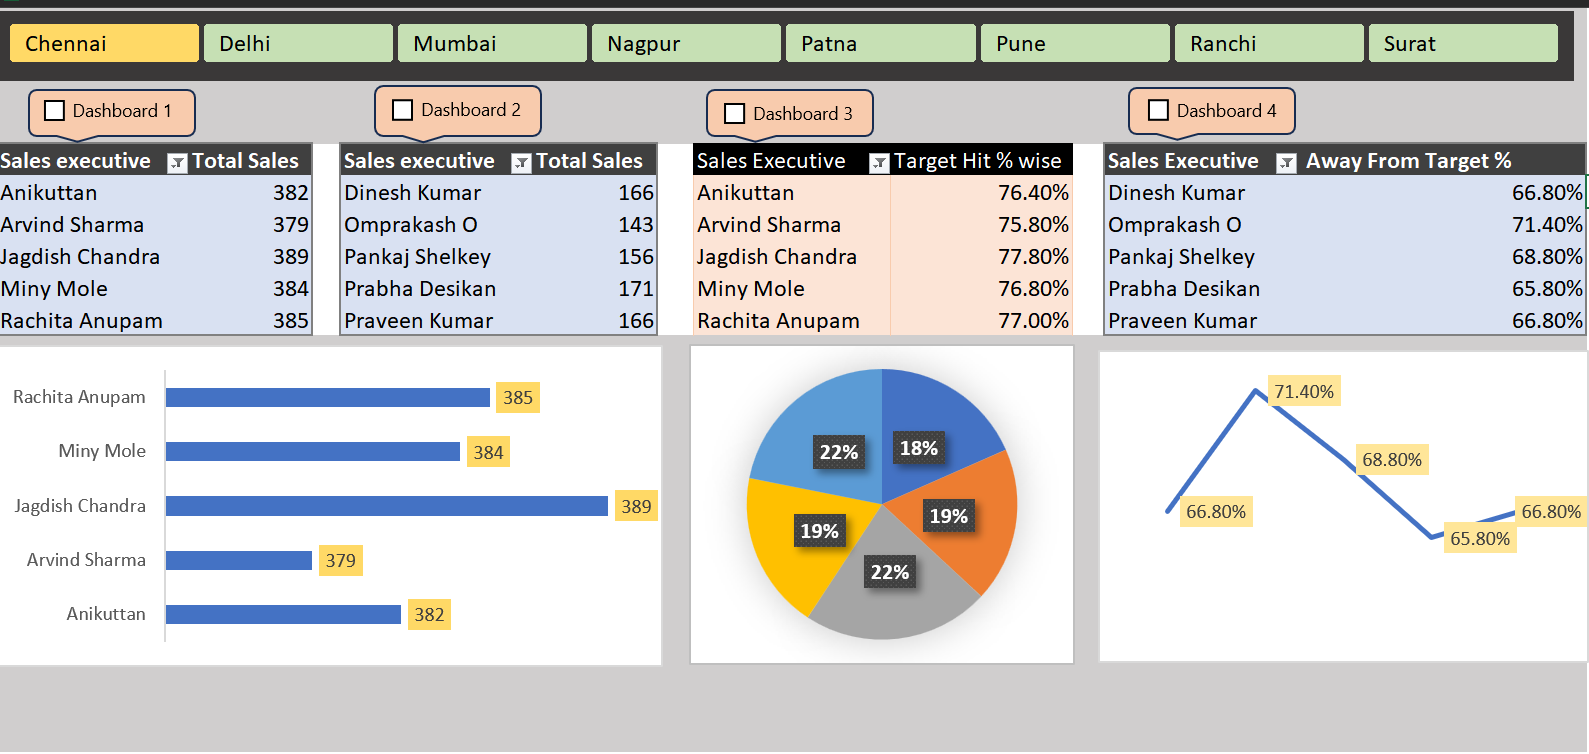 Chennai Delhi Mumbai Nagpur Patna Pune Ranchi Surat
Dashboard 1 Dashboard 2 Dashboard 3 Dashboard 4
Sales executive Total Sales
Anikuttan 382
Arvind Sharma 379
Jagdish Chandra 389
Miny Mole 384
Rachita Anupam 385
Sales executive Total Sales
Dinesh Kumar 166
Omprakash O 143
Pankaj Shelkey 156
Prabha Desikan 171
Praveen Kumar 166
Sales Executive Target Hit % wise
Anikuttan 76.40%
Arvind Sharma 75.80%
Jagdish Chandra 77.80%
Miny Mole 76.80%
Rachita Anupam 77.00%
Sales Executive Away From Target %
Dinesh Kumar 66.80%
Omprakash O 71.40%
Pankaj Shelkey 68.80%
Prabha Desikan 65.80%
Praveen Kumar 66.80%
Rachita Anupam 385
Miny Mole 384
Jagdish Chandra 389
Arvind Sharma 379
Anikuttan 382
22% 18%
19% 19%
22%
71.40%
68.80%
66.80% 66.80%
65.80%